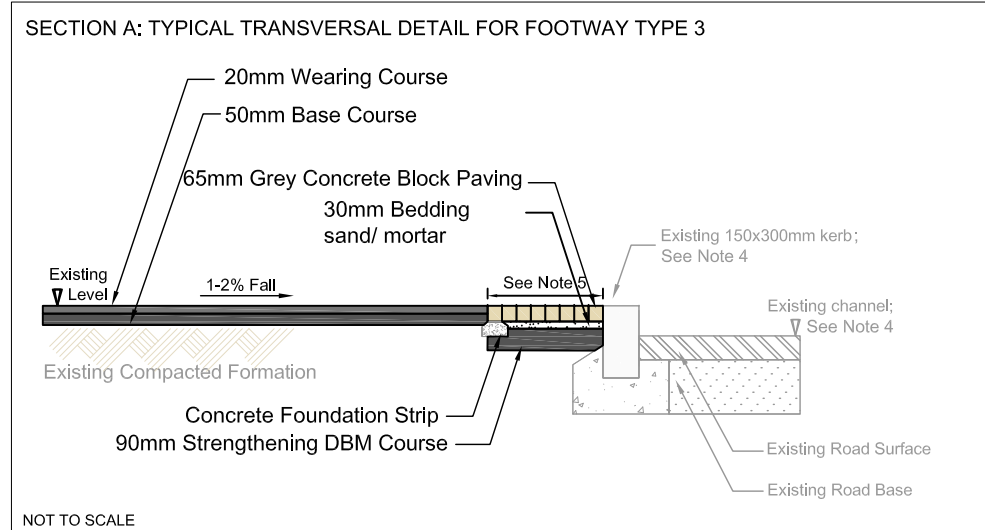 SECTION A: TYPICAL TRANSVERSAL DETAIL FOR FOOTWAY TYPE 3
20mm Wearing Course
50mm Base Course
65mm Grey Concrete Block Paving
30mm Bedding
sand/ mortar
Existing 150x300mm kerb;
See Note 4
Existing
Level
1-2% Fall
See Note 5
Existing channel;
See Note 4
Existing Compacted Formation
Concrete Foundation Strip
90mm Strengthening DBM Course
Existing Road Surface
Existing Road Base
NOT TO SCALE